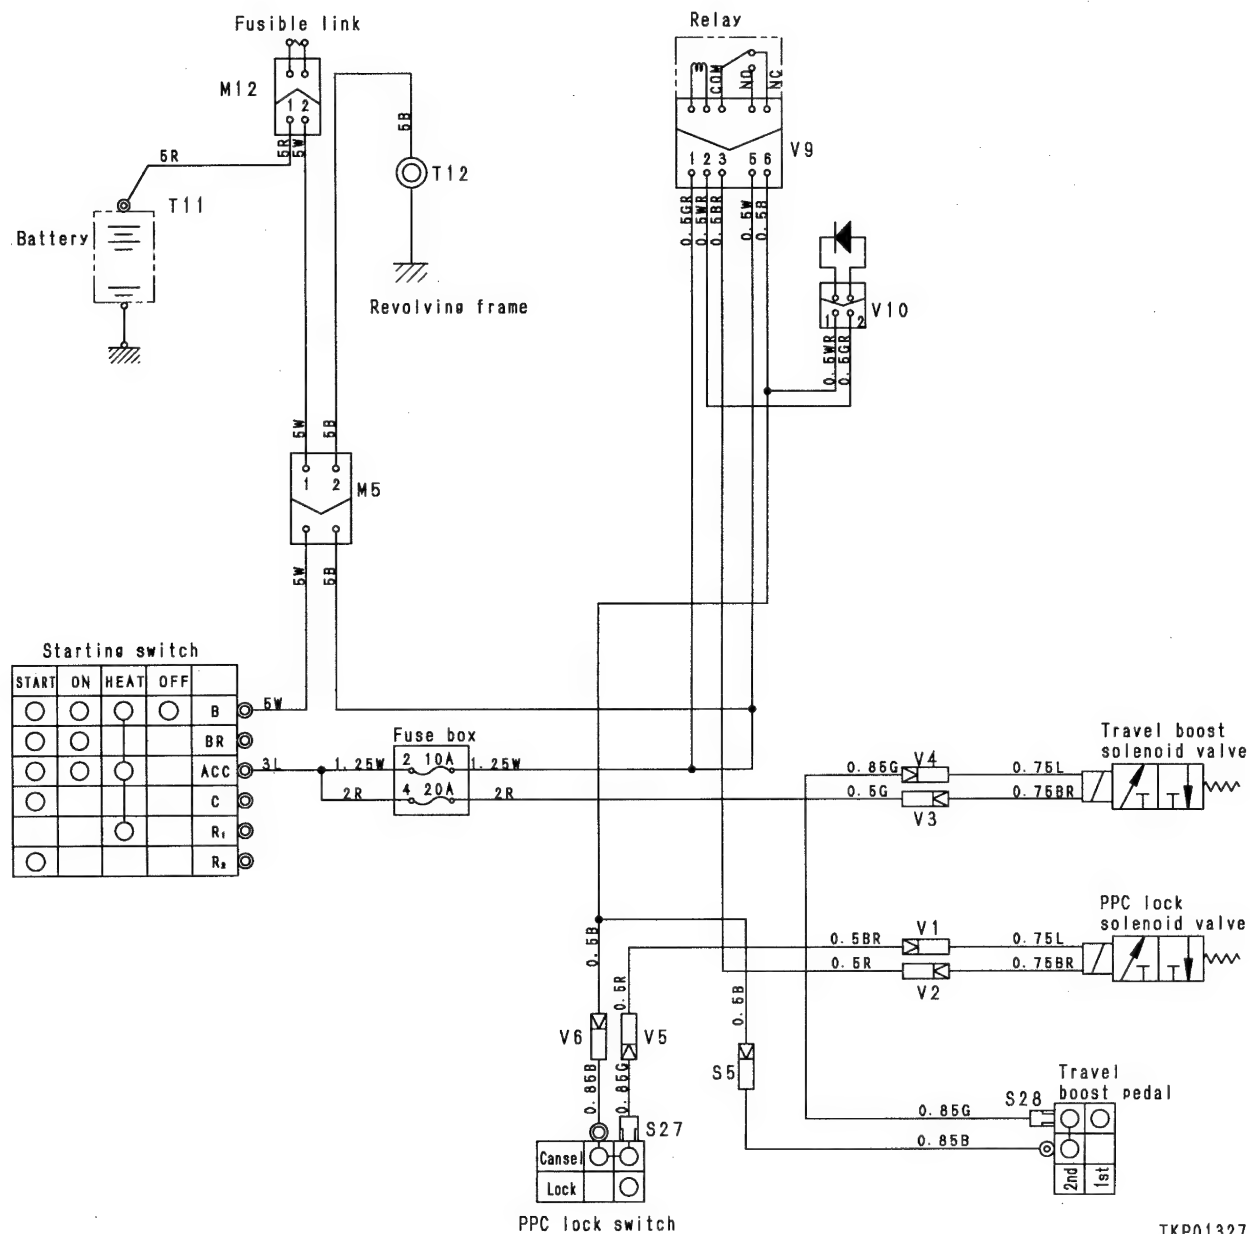 Fusible link
M12
1 2
5R
5W
5R
T11
Battery
5B
T12
Revolving frame
Relay
COM
NO
NC
V9
1 2 3 5 6
0.5GR
0.5WR
0.5BR
0.5W
0.5B
V10
1 2
0.5WR
0.5GR
5W
5B
1 2
M5
5W
5B
Starting switch
START ON HEAT OFF
B
BR
ACC
C
R1
R2
5W
3L
Fuse box
1.25W
2 10A
1.25W
2R
4 20A
2R
Travel boost
solenoid valve
0.85G
V4
0.75L
0.5G
V3
0.75BR
PPC lock
solenoid valve
0.5BR
V1
0.75L
0.5R
V2
0.75BR
0.5B
0.5R
0.5B
V6
V5
S5
0.85B
0.85G
S27
Cansel
Lock
PPC lock switch
Travel
boost pedal
S28
0.85G
0.85B
2nd
1st
TKP01327